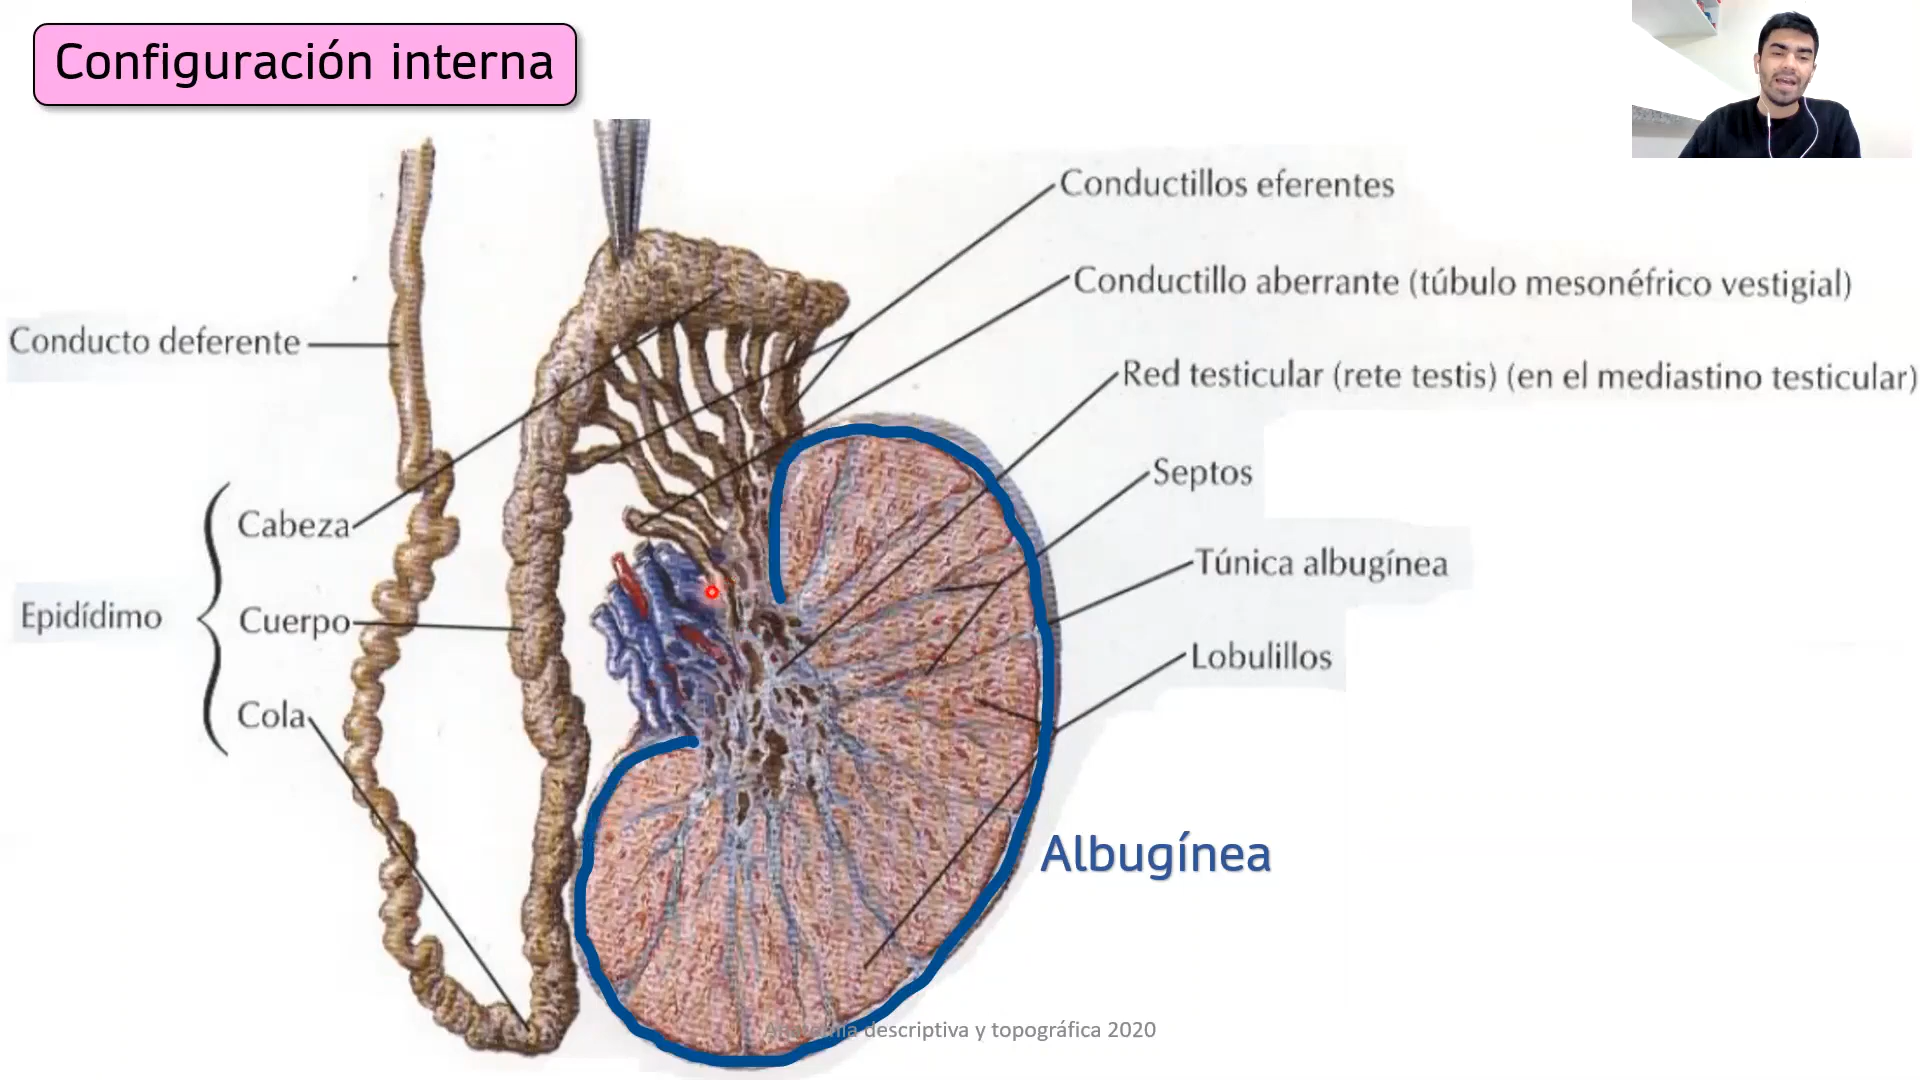 Configuración interna
Conductillos eferentes
Conductillo aberrante (túbulo mesonéfrico vestigial)
Conducto deferente
Red testicular (rete testis) (en el mediastino testicular)
Septos
Cabeza
Túnica albugínea
Epidídimo
Cuerpo
Lobulillos
Cola
Albugínea
Anatomía descriptiva y topográfica 2020